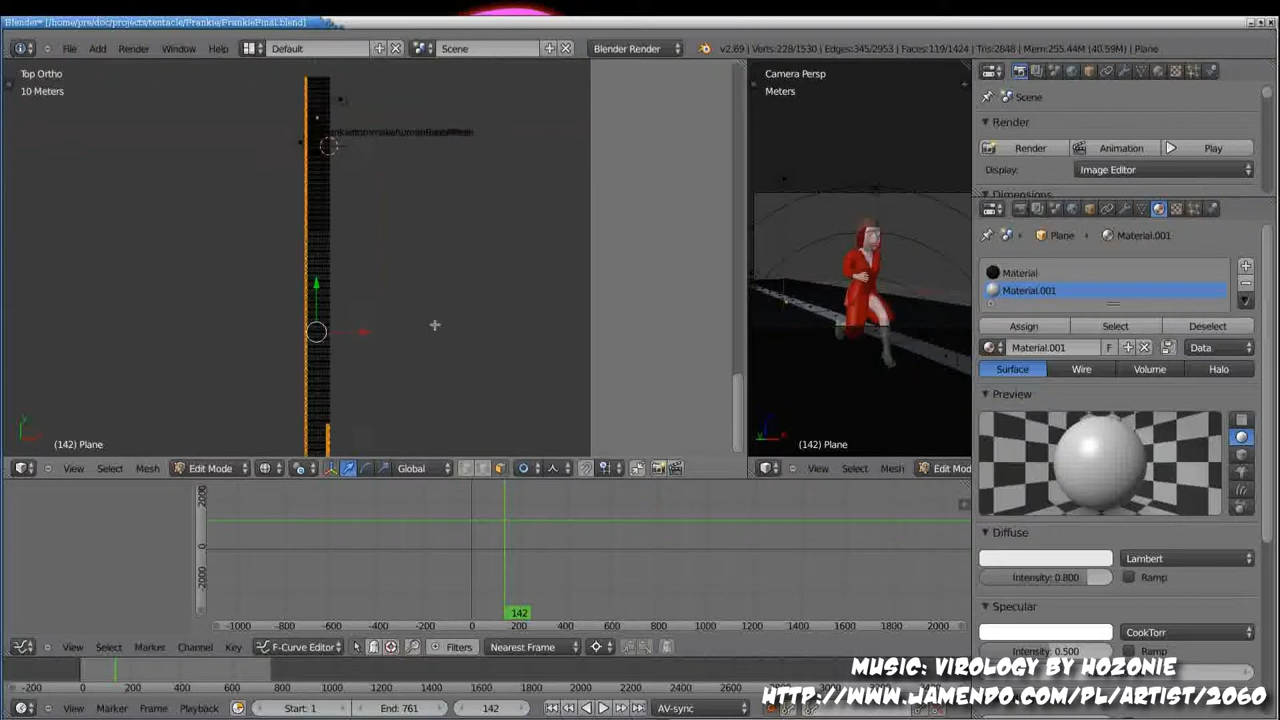 Blender* [/home/pre/doc/projects/tentacle/Frankie/FrankieFinal.blend]
File Add Render Window Help Default Scene Blender Render v2.69 | Verts:228/1530 | Edges:345/2953 | Faces:119/1424 | Tris:2848 | Mem:255.44M (40.59M) | Plane
Top Ortho
10 Meters
(142) Plane
Camera Persp
Meters
(142) Plane
View Select Mesh Edit Mode Global
View Select Mesh Edit Mod
Scene
Render
Render Animation Play
Display: Image Editor
Dimensions
Plane Material.001
Material
Material.001
Assign Select Deselect
Material.001 F Data
Surface Wire Volume Halo
Preview
Diffuse
Lambert
Intensity: 0.800 Ramp
Specular
CookTorr
Intensity: 0.500 Ramp
2000
0
-2000
142
-1000 -800 -600 -400 -200 0 200 400 600 800 1000 1200 1400 1600 1800 2000
View Select Marker Channel Key F-Curve Editor Filters Nearest Frame
-200 0 200 400 600 800 1000
View Marker Frame Playback Start: 1 End: 761 142 AV-sync
MUSIC: VIROLOGY BY HOZONIE
HTTP://WWW.JAMENDO.COM/PL/ARTIST/2060